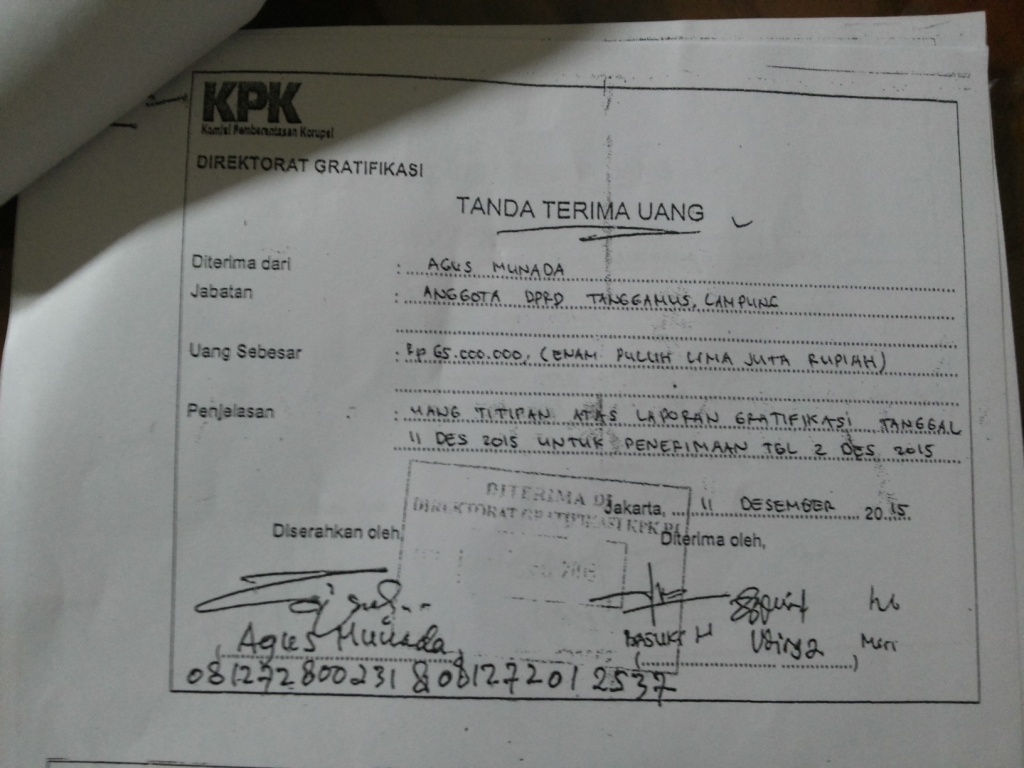 KPK
Komisi Pemberantasan Korupsi
DIREKTORAT GRATIFIKASI
TANDA TERIMA UANG
Diterima dari : AGUS MUNADA
Jabatan : ANGGOTA DPRD TANGGAMUS, LAMPUNG
Uang Sebesar : Rp 65.000.000, (ENAM PULUH LIMA JUTA RUPIAH)
Penjelasan : UANG TITIPAN ATAS LAPORAN GRATIFIKASI TANGGAL
11 DES 2015 UNTUK PENERIMAAN TGL 2 DES 2015
DITERIMA DI
DIREKTORAT GRATIFIKASI KPK RI
Jakarta, 11 DESEMBER 2015
Diserahkan oleh, Diterima oleh,
(Agus Munada, BASUKI H
081272800231 & 081272012537